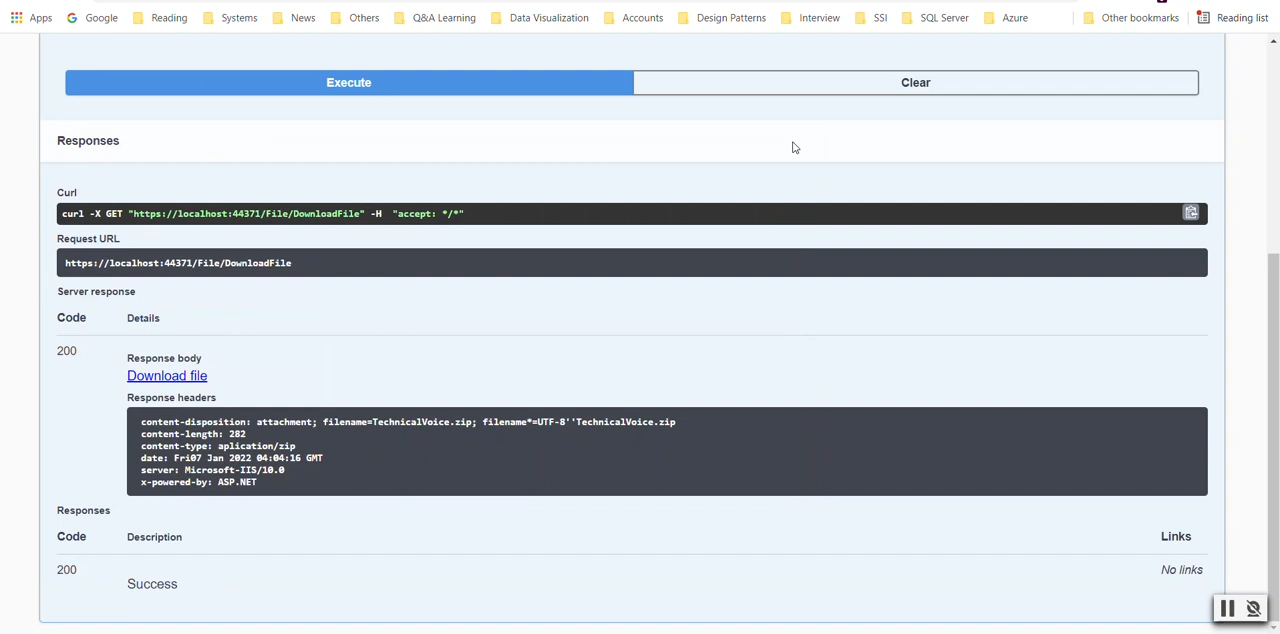 Apps Google Reading Systems News Others Q&A Learning Data Visualization Accounts Design Patterns Interview SSI SQL Server Azure Other bookmarks Reading list
Execute Clear
Responses
Curl
curl -X GET "https://localhost:44371/File/DownloadFile" -H "accept: */*"
Request URL
https://localhost:44371/File/DownloadFile
Server response
Code Details
200
Response body
Download file
Response headers
content-disposition: attachment; filename=TechnicalVoice.zip; filename*=UTF-8''TechnicalVoice.zip
content-length: 282
content-type: aplication/zip
date: Fri07 Jan 2022 04:04:16 GMT
server: Microsoft-IIS/10.0
x-powered-by: ASP.NET
Responses
Code Description Links
200 No links
Success